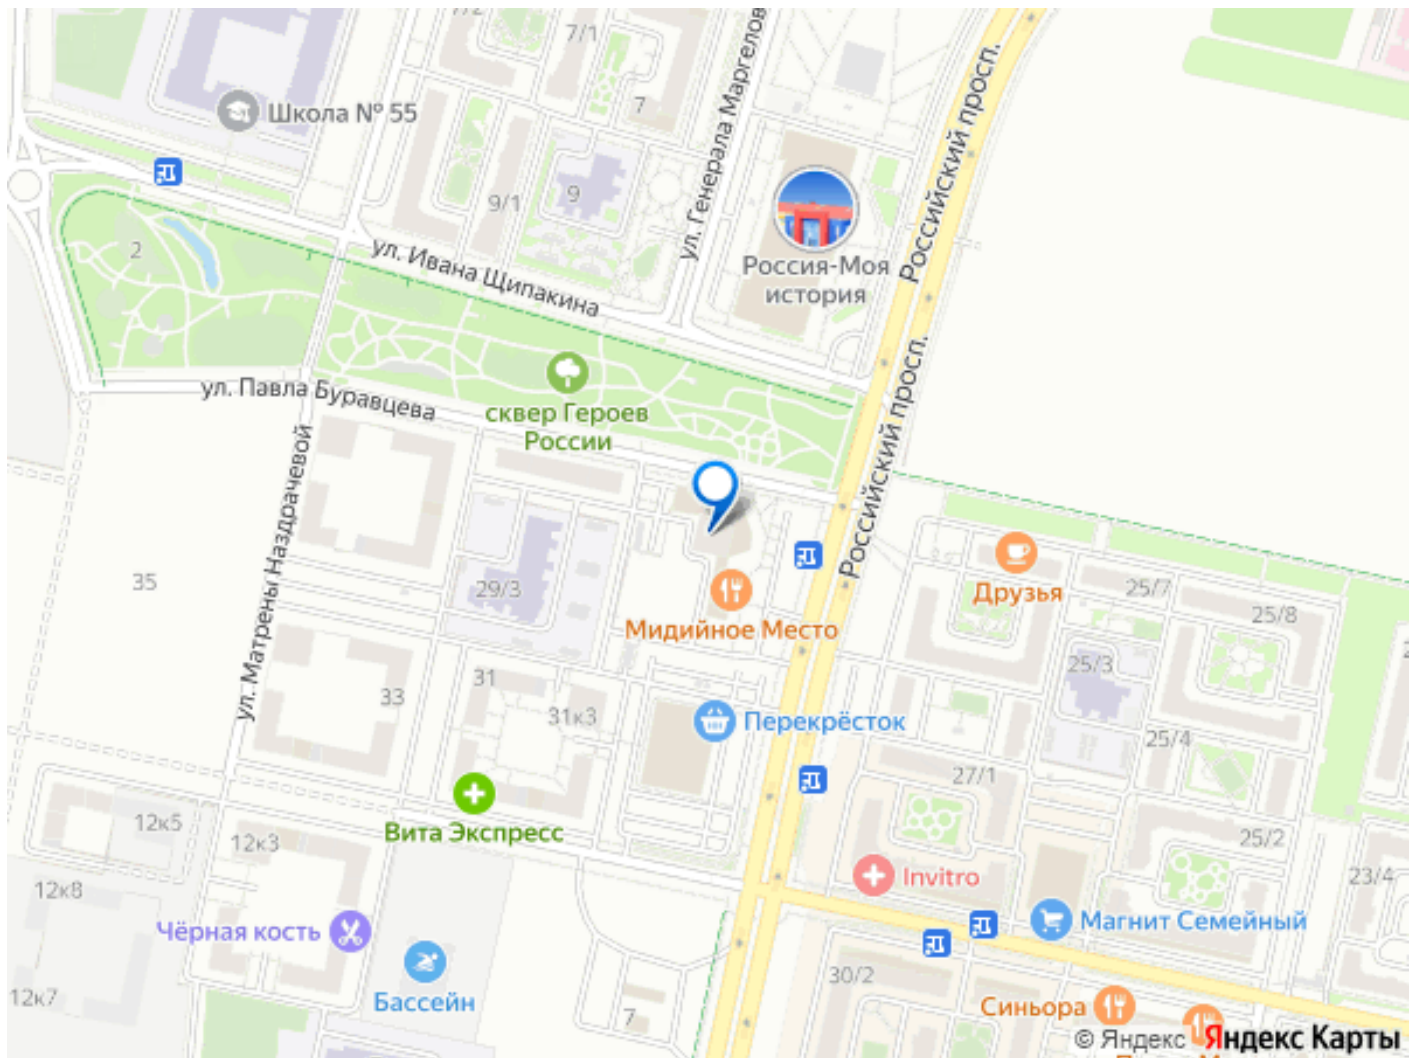 7/2
7/1
7
Школа № 55
ул. Генерала Маргелов
Российский просп.
9/1
9
2
ул. Ивана Щипакина
Россия-Моя
история
ул. Павла Буравцева
сквер Героев
России
Российский просп.
ул. Матрены Наздрачевой
35
29/3
Мидийное Место
Друзья
25/7
25/8
25/3
33
31
31к3
Перекрёсток
25/4
27/1
Вита Экспресс
12к5
12к3
25/2
12к8
Invitro
23/4
Чёрная кость
Магнит Семейный
Бассейн
30/2
12к7
7
Синьора
© Яндекс Яндекс Карты